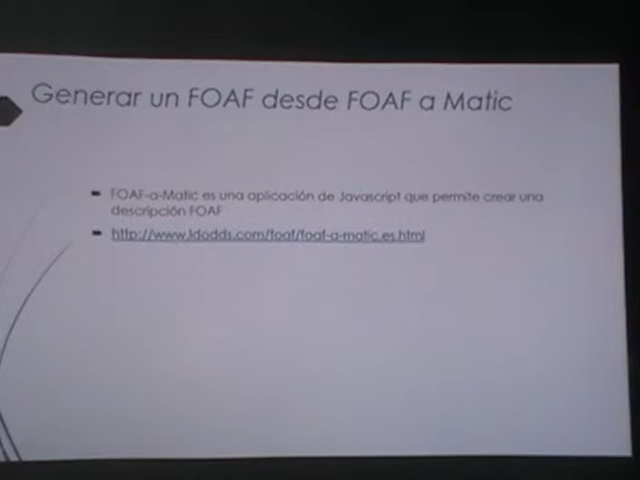 Generar un FOAF desde FOAF a Matic
FOAF-a-Matic es una aplicación de Javascript que permite crear una
descripción FOAF
http://www.ldodds.com/foaf/foaf-a-matic.es.html